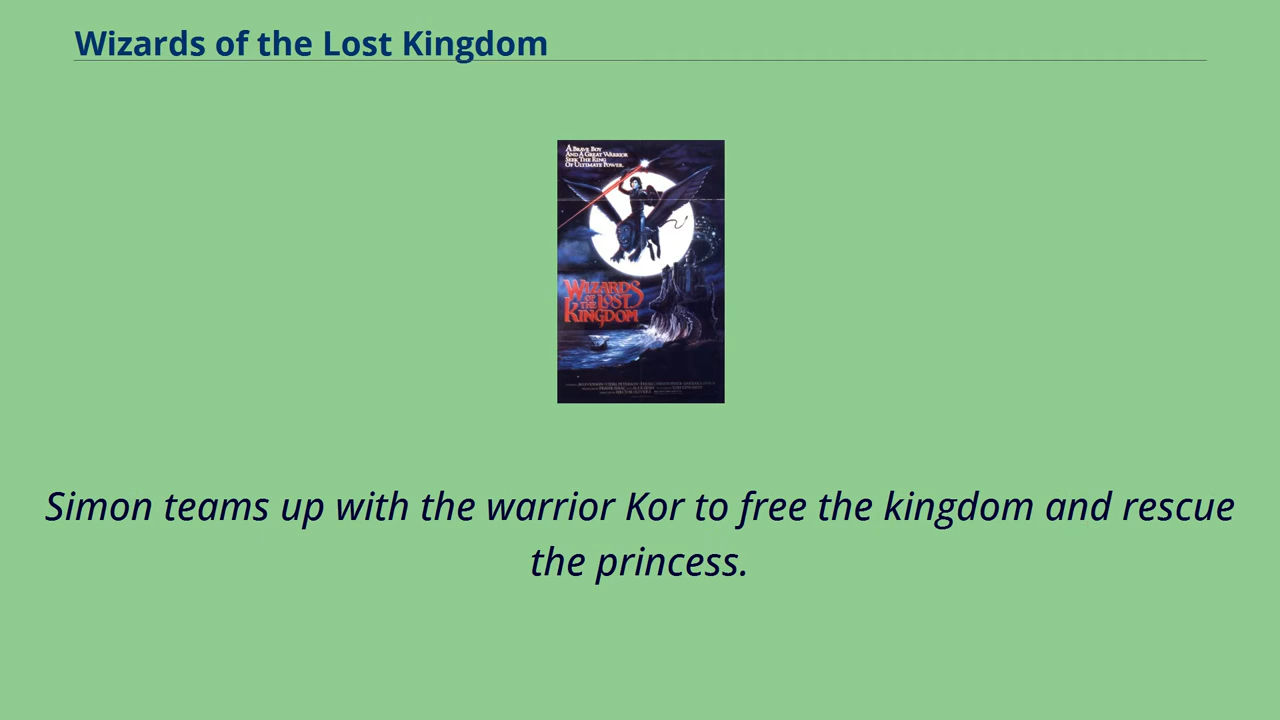 Wizards of the Lost Kingdom
A Brave Boy
And A Great Warrior
Seek The Ring
Of Ultimate Power.
Wizards
of
the Lost
Kingdom
Simon teams up with the warrior Kor to free the kingdom and rescue
the princess.